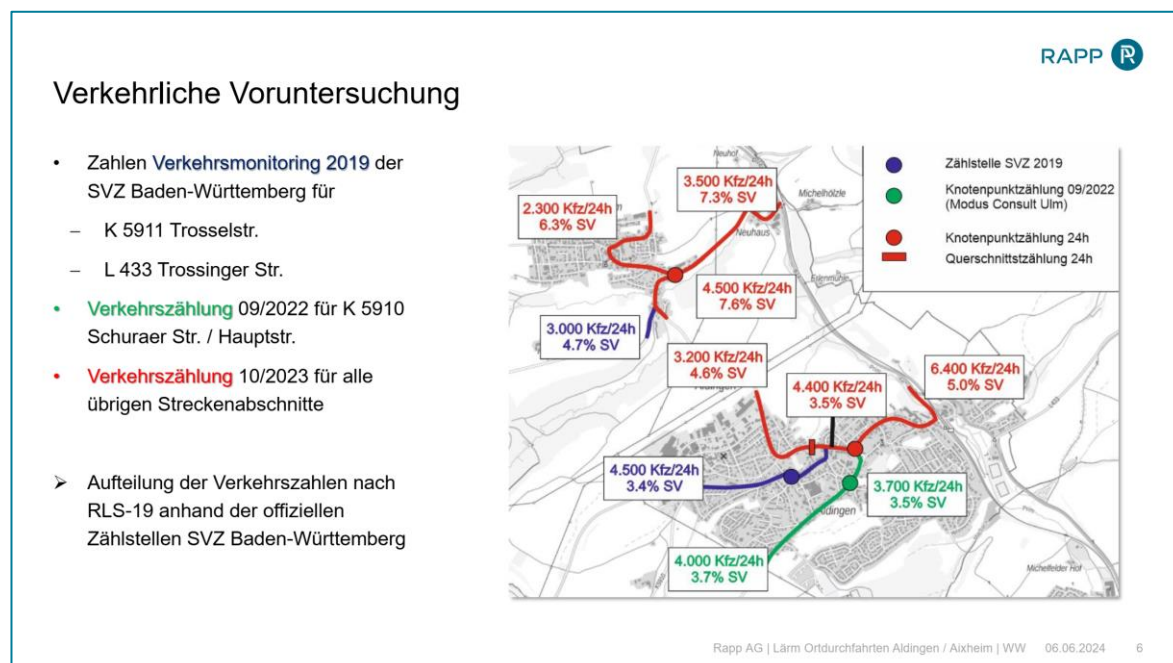 RAPP
Verkehrliche Voruntersuchung
• Zahlen Verkehrsmonitoring 2019 der
SVZ Baden-Württemberg für
– K 5911 Trosselstr.
– L 433 Trossinger Str.
• Verkehrszählung 09/2022 für K 5910
Schuraer Str. / Hauptstr.
• Verkehrszählung 10/2023 für alle
übrigen Streckenabschnitte
➢ Aufteilung der Verkehrszahlen nach
RLS-19 anhand der offiziellen
Zählstellen SVZ Baden-Württemberg
Zählstelle SVZ 2019
Knotenpunktzählung 09/2022
(Modus Consult Ulm)
Knotenpunktzählung 24h
Querschnittszählung 24h
Neuhof
3.500 Kfz/24h
7.3% SV
Michelhölzle
2.300 Kfz/24h
6.3% SV
Neuhaus
4.500 Kfz/24h
7.6% SV
3.000 Kfz/24h
4.7% SV
3.200 Kfz/24h
4.6% SV
4.400 Kfz/24h
3.5% SV
6.400 Kfz/24h
5.0% SV
4.500 Kfz/24h
3.4% SV
3.700 Kfz/24h
3.5% SV
4.000 Kfz/24h
3.7% SV
Michelfelder Hof
Rapp AG | Lärm Ortdurchfahrten Aldingen / Aixheim | WW 06.06.2024 6